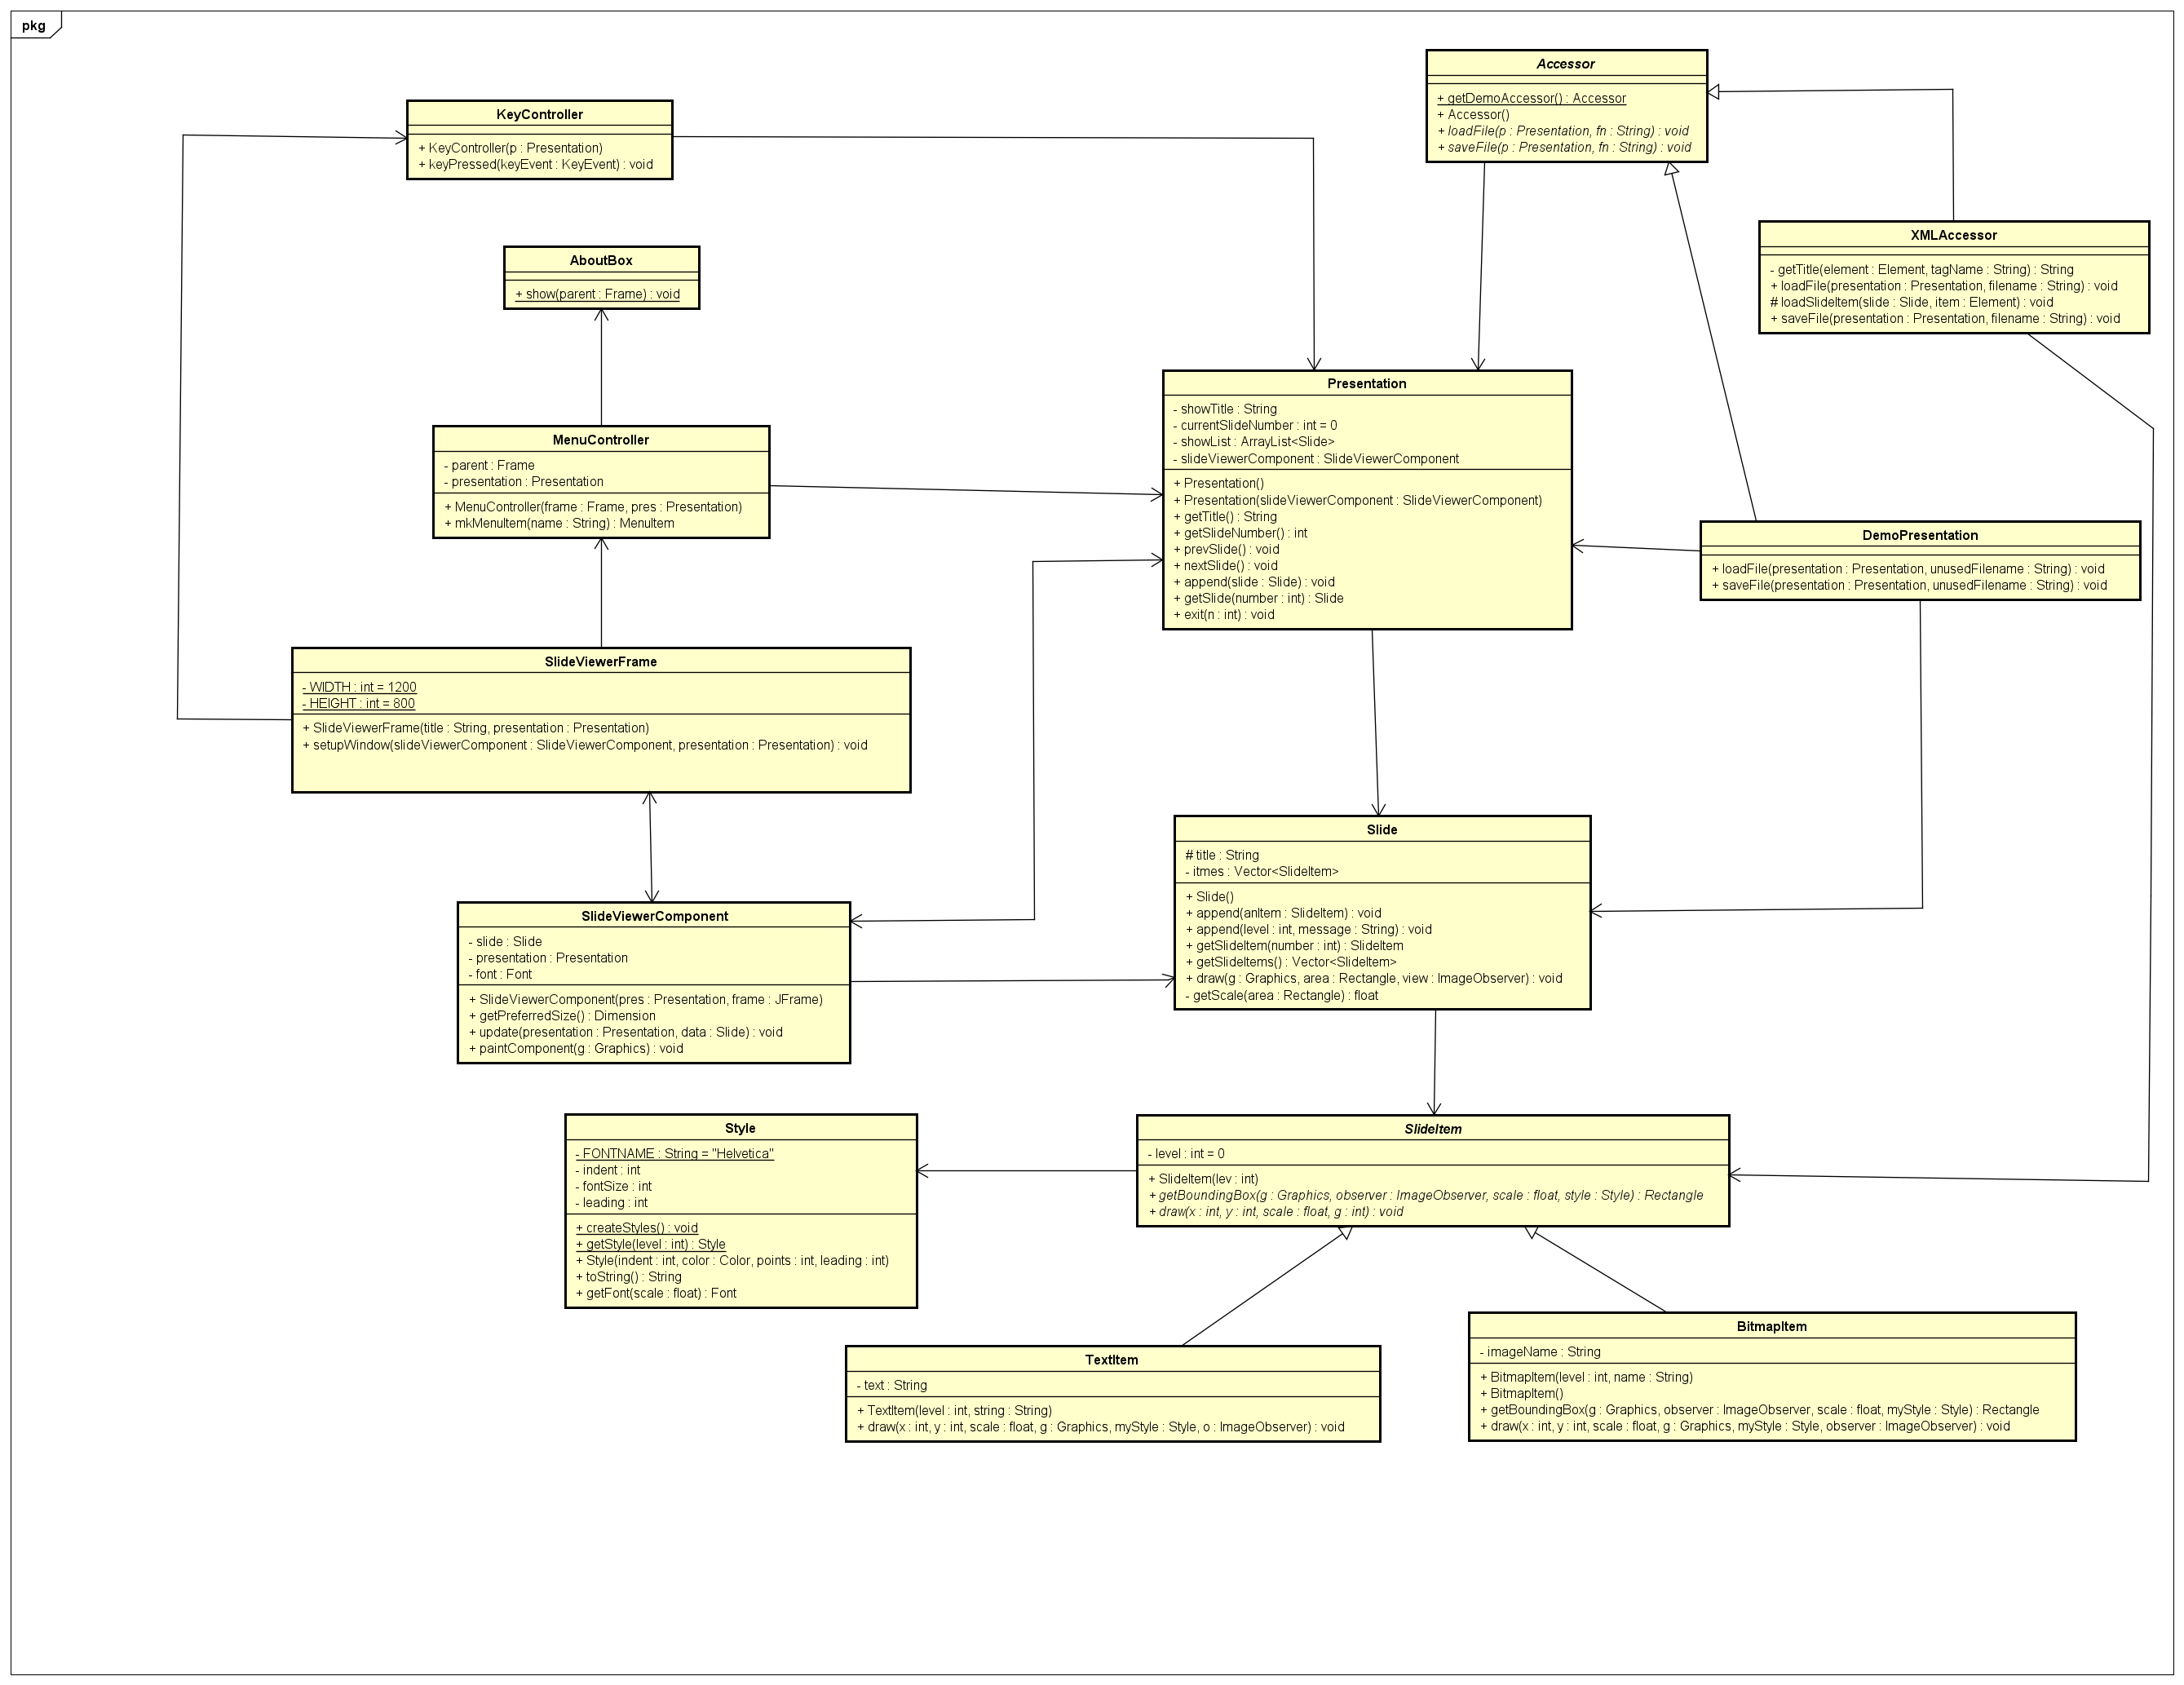 pkg
Accessor
+ getDemoAccessor() : Accessor
+ Accessor()
+ loadFile(p : Presentation, fn : String) : void
+ saveFile(p : Presentation, fn : String) : void
KeyController
+ KeyController(p : Presentation)
+ keyPressed(keyEvent : KeyEvent) : void
XMLAccessor
- getTitle(element : Element, tagName : String) : String
+ loadFile(presentation : Presentation, filename : String) : void
# loadSlideItem(slide : Slide, item : Element) : void
+ saveFile(presentation : Presentation, filename : String) : void
AboutBox
+ show(parent : Frame) : void
Presentation
- showTitle : String
- currentSlideNumber : int = 0
- showList : ArrayList<Slide>
- slideViewerComponent : SlideViewerComponent
+ Presentation()
+ Presentation(slideViewerComponent : SlideViewerComponent)
+ getTitle() : String
+ getSlideNumber() : int
+ prevSlide() : void
+ nextSlide() : void
+ append(slide : Slide) : void
+ getSlide(number : int) : Slide
+ exit(n : int) : void
MenuController
- parent : Frame
- presentation : Presentation
+ MenuController(frame : Frame, pres : Presentation)
+ mkMenuItem(name : String) : MenuItem
DemoPresentation
+ loadFile(presentation : Presentation, unusedFilename : String) : void
+ saveFile(presentation : Presentation, unusedFilename : String) : void
SlideViewerFrame
- WIDTH : int = 1200
- HEIGHT : int = 800
+ SlideViewerFrame(title : String, presentation : Presentation)
+ setupWindow(slideViewerComponent : SlideViewerComponent, presentation : Presentation) : void
Slide
# title : String
- itmes : Vector<SlideItem>
+ Slide()
+ append(anItem : SlideItem) : void
+ append(level : int, message : String) : void
+ getSlideItem(number : int) : SlideItem
+ getSlideItems() : Vector<SlideItem>
+ draw(g : Graphics, area : Rectangle, view : ImageObserver) : void
- getScale(area : Rectangle) : float
SlideViewerComponent
- slide : Slide
- presentation : Presentation
- font : Font
+ SlideViewerComponent(pres : Presentation, frame : JFrame)
+ getPreferredSize() : Dimension
+ update(presentation : Presentation, data : Slide) : void
+ paintComponent(g : Graphics) : void
Style
- FONTNAME : String = "Helvetica"
- indent : int
- fontSize : int
- leading : int
+ createStyles() : void
+ getStyle(level : int) : Style
+ Style(indent : int, color : Color, points : int, leading : int)
+ toString() : String
+ getFont(scale : float) : Font
SlideItem
- level : int = 0
+ SlideItem(lev : int)
+ getBoundingBox(g : Graphics, observer : ImageObserver, scale : float, style : Style) : Rectangle
+ draw(x : int, y : int, scale : float, g : int) : void
TextItem
- text : String
+ TextItem(level : int, string : String)
+ draw(x : int, y : int, scale : float, g : Graphics, myStyle : Style, o : ImageObserver) : void
BitmapItem
- imageName : String
+ BitmapItem(level : int, name : String)
+ BitmapItem()
+ getBoundingBox(g : Graphics, observer : ImageObserver, scale : float, myStyle : Style) : Rectangle
+ draw(x : int, y : int, scale : float, g : Graphics, myStyle : Style, observer : ImageObserver) : void